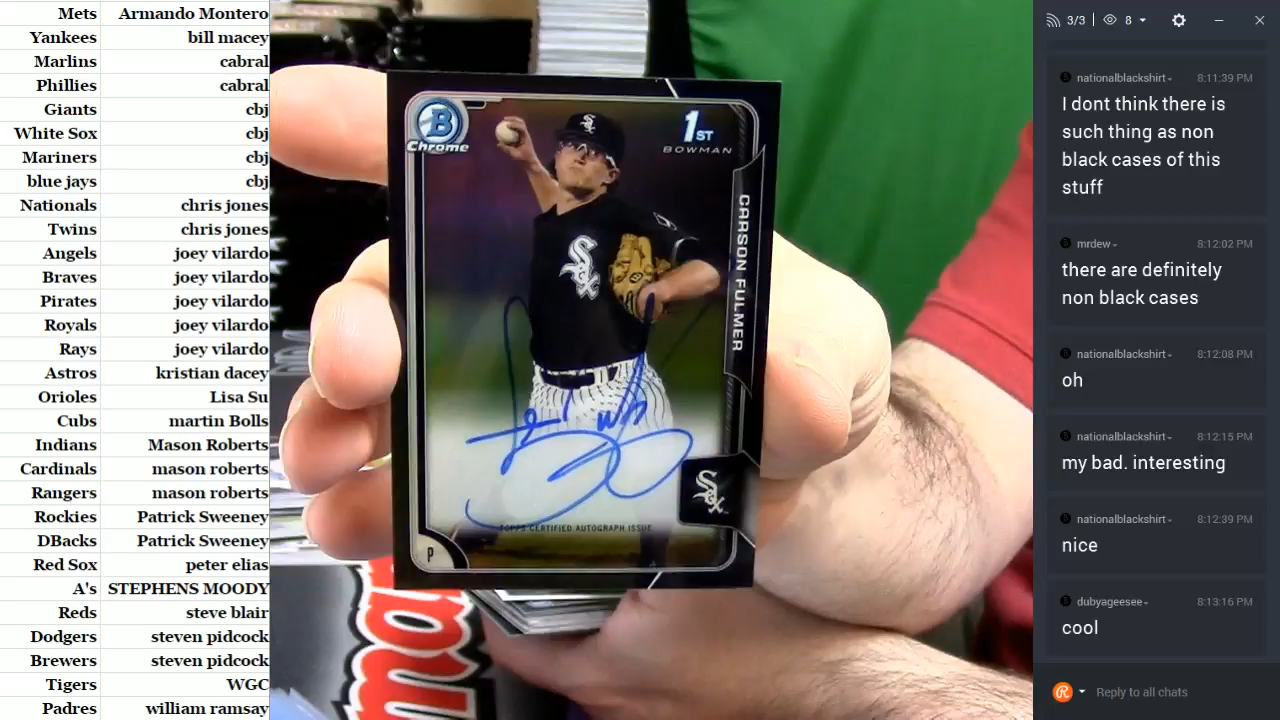 Mets Armando Montero
Yankees bill macey
Marlins cabral
Phillies cabral
Giants cbj
White Sox cbj
Mariners cbj
blue jays cbj
Nationals chris jones
Twins chris jones
Angels joey vilardo
Braves joey vilardo
Pirates joey vilardo
Royals joey vilardo
Rays joey vilardo
Astros kristian dacey
Orioles Lisa Su
Cubs martin Bolls
Indians Mason Roberts
Cardinals mason roberts
Rangers mason roberts
Rockies Patrick Sweeney
DBacks Patrick Sweeney
Red Sox peter elias
A's STEPHENS MOODY
Reds steve blair
Dodgers steven pidcock
Brewers steven pidcock
Tigers WGC
Padres william ramsay
B
Chrome
1ST
BOWMAN
CARSON FULMER
Sox
Sox
Sox
TOPPS CERTIFIED AUTOGRAPH ISSUE
P
3/3 8
nationalblackshirt 8:11:39 PM
I dont think there is
such thing as non
black cases of this
stuff
mrdew 8:12:02 PM
there are definitely
non black cases
nationalblackshirt 8:12:08 PM
oh
nationalblackshirt 8:12:15 PM
my bad. interesting
nationalblackshirt 8:12:39 PM
nice
dubyageesee 8:13:16 PM
cool
Reply to all chats